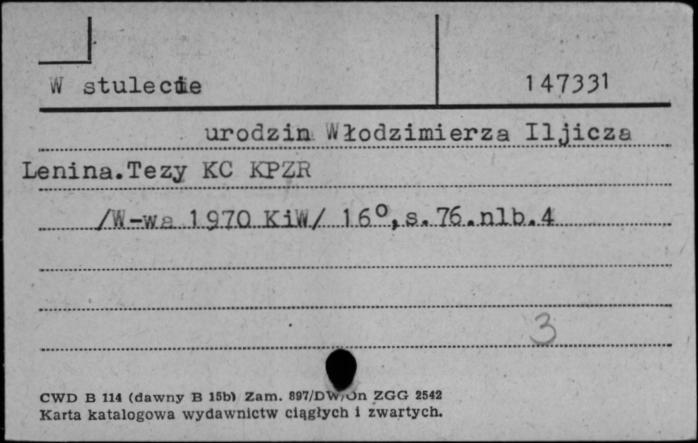 W stulecie 147331
urodzin Włodzimierza Iljicza
Lenina.Tezy KC KPZR
/W-wa 1970 KiW/ 16°,s.76.nlb.4
3
CWD B 114 (dawny B 15b) Zam. 897/DW/Dn ZGG 2542
Karta katalogowa wydawnictw ciągłych i zwartych.